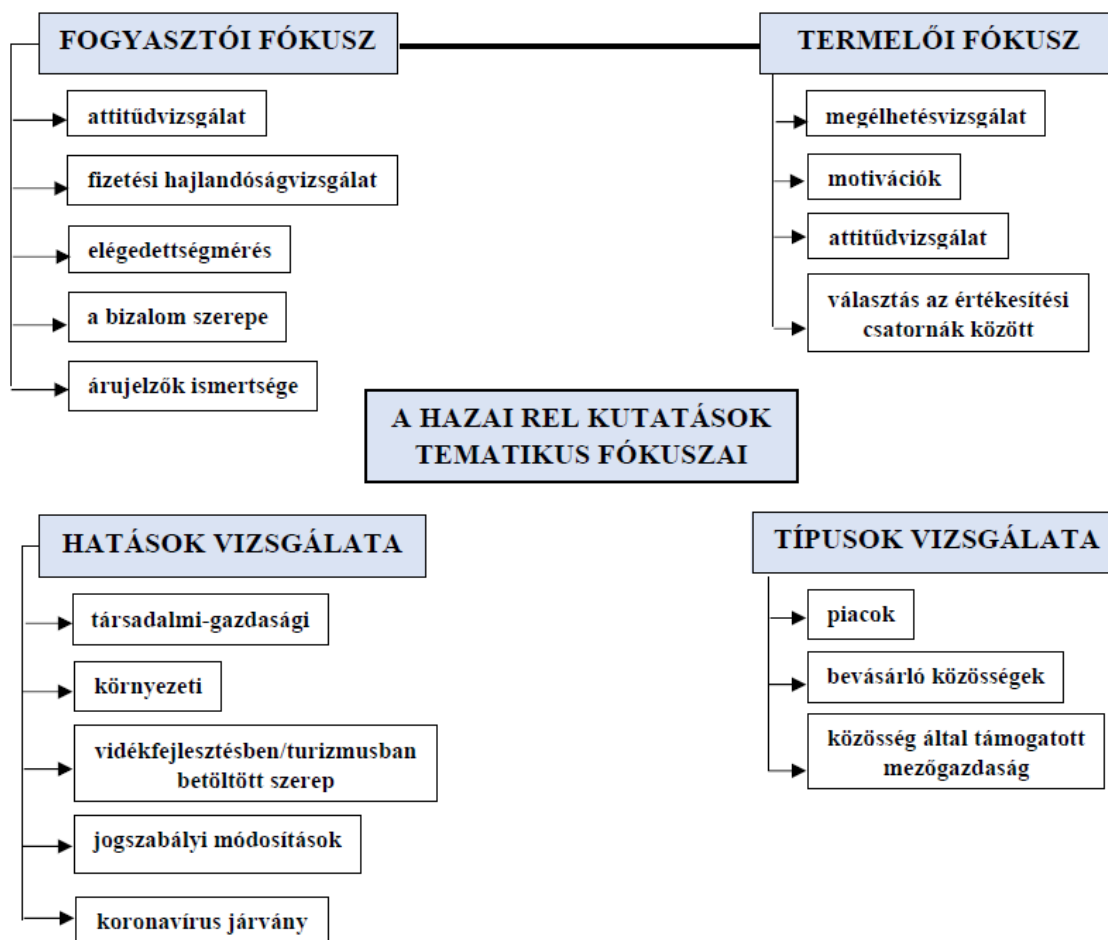 FOGYASZTÓI FÓKUSZ
attitűdvizsgálat
fizetési hajlandóságvizsgálat
elégedettségmérés
a bizalom szerepe
árujelzők ismertsége
TERMELŐI FÓKUSZ
megélhetésvizsgálat
motivációk
attitűdvizsgálat
választás az értékesítési
csatornák között
A HAZAI REL KUTATÁSOK
TEMATIKUS FÓKUSZAI
HATÁSOK VIZSGÁLATA
társadalmi-gazdasági
környezeti
vidékfejlesztésben/turizmusban
betöltött szerep
jogszabályi módosítások
koronavírus járvány
TÍPUSOK VIZSGÁLATA
piacok
bevásárló közösségek
közösség által támogatott
mezőgazdaság